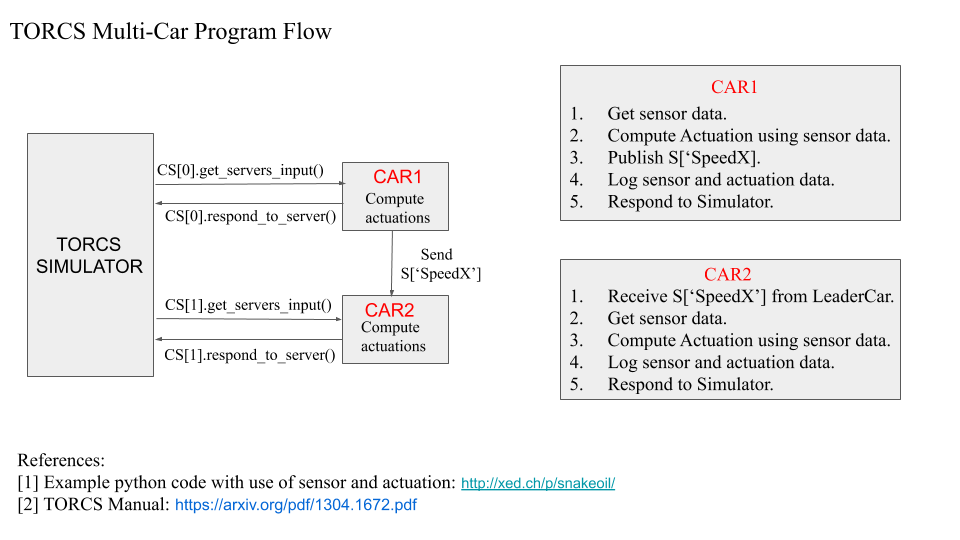 TORCS Multi-Car Program Flow
TORCS
SIMULATOR
CS[0].get_servers_input()
CS[0].respond_to_server()
CAR1
Compute
actuations
Send
S[‘SpeedX’]
CS[1].get_servers_input()
CS[1].respond_to_server()
CAR2
Compute
actuations
CAR1
1. Get sensor data.
2. Compute Actuation using sensor data.
3. Publish S[‘SpeedX].
4. Log sensor and actuation data.
5. Respond to Simulator.
CAR2
1. Receive S[‘SpeedX’] from LeaderCar.
2. Get sensor data.
3. Compute Actuation using sensor data.
4. Log sensor and actuation data.
5. Respond to Simulator.
References:
[1] Example python code with use of sensor and actuation: http://xed.ch/p/snakeoil/
[2] TORCS Manual: https://arxiv.org/pdf/1304.1672.pdf